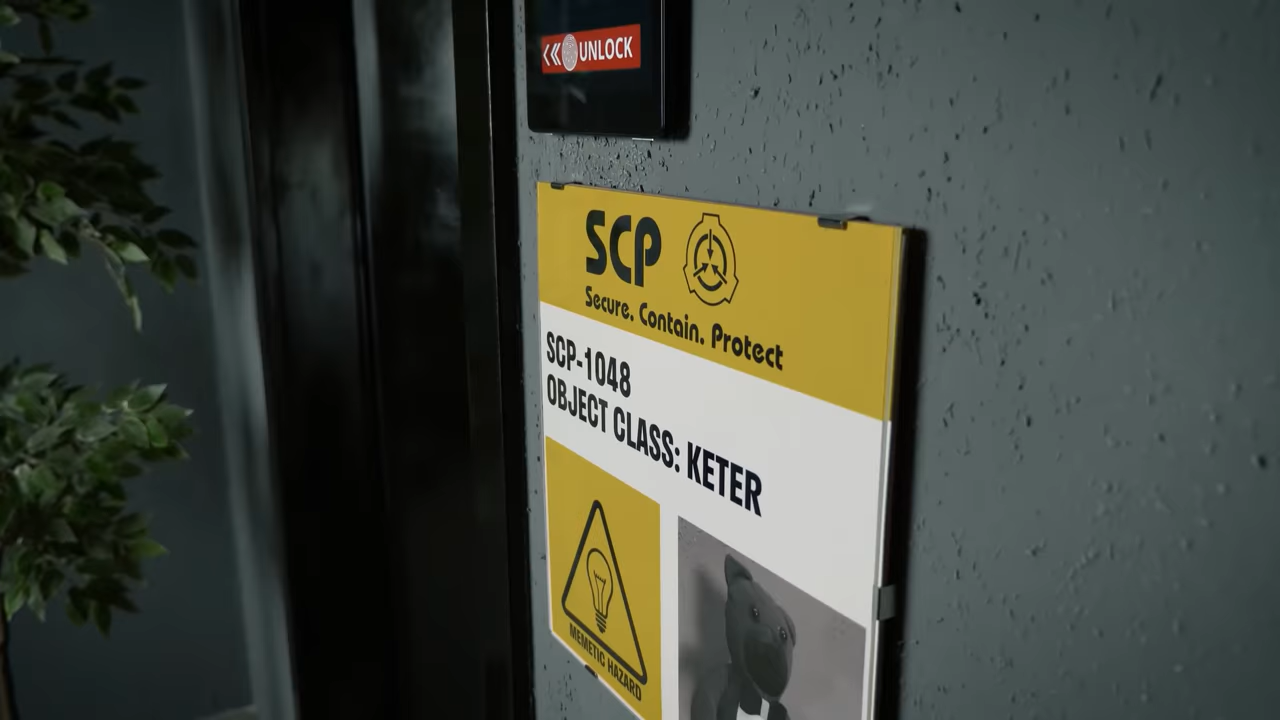 UNLOCK
SCP
Secure. Contain. Protect
SCP-1048
OBJECT CLASS: KETER
MEMETIC HAZARD